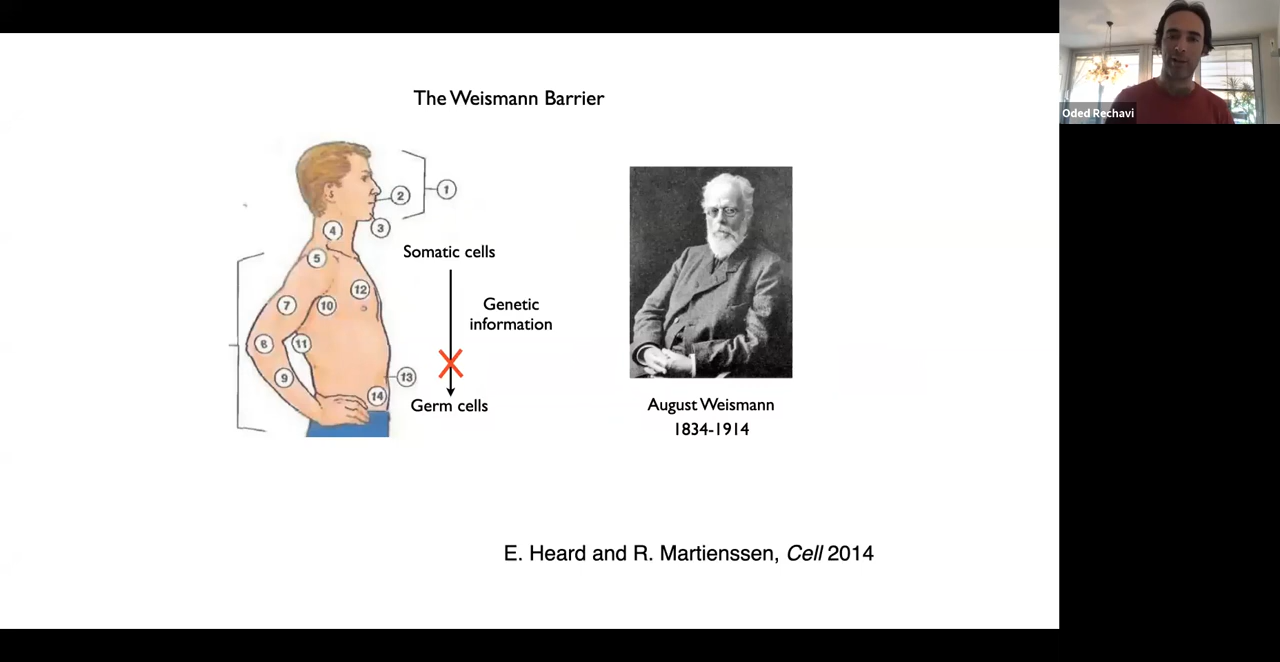 The Weismann Barrier
1
2
3
4
5
12
7
10
6
11
9
13
14
Somatic cells
Genetic
information
Germ cells
August Weismann
1834-1914
E. Heard and R. Martienssen, Cell 2014
Oded Rechavi